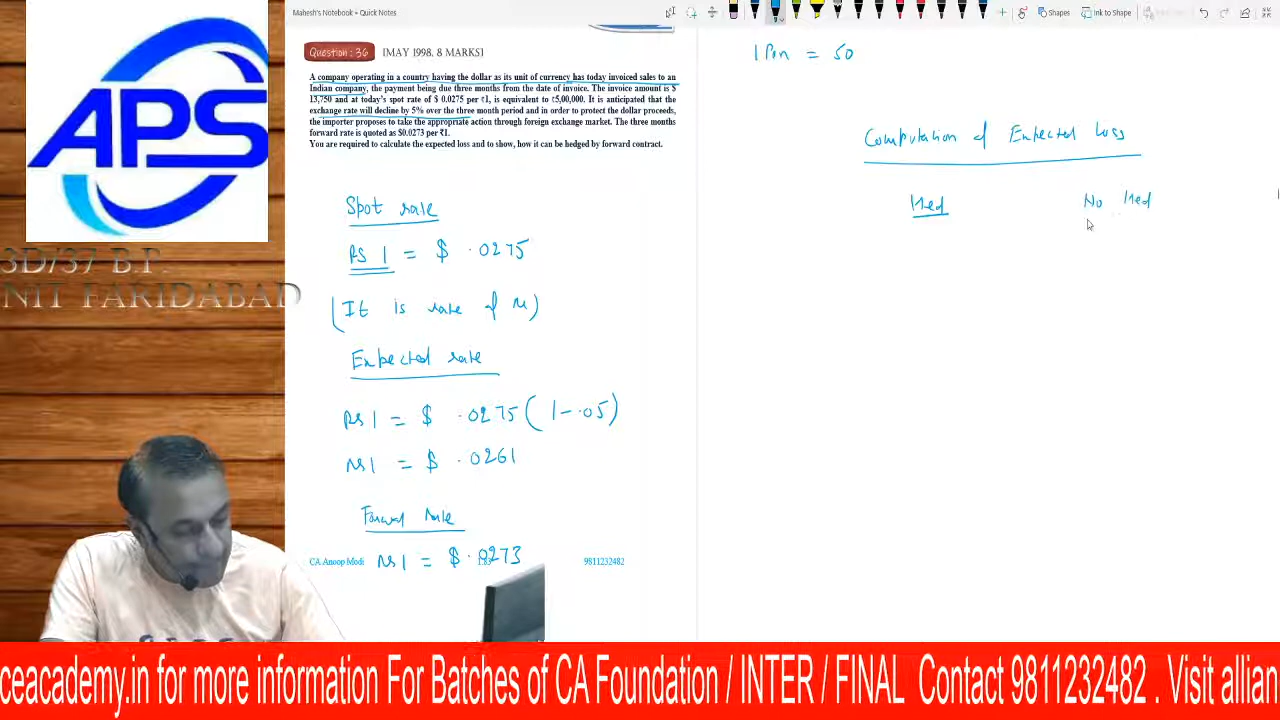 Mahesh's Notebook • Quick Notes
Shapes
Ink to Shape
APS
3D/37 B.P.
NIT FARIDABAD
Question : 36 [MAY 1998, 8 MARKS]
A company operating in a country having the dollar as its unit of currency has today invoiced sales to an
Indian company, the payment being due three months from the date of invoice. The invoice amount is $
13,750 and at today's spot rate of $ 0.0275 per ₹1, is equivalent to ₹5,00,000. It is anticipated that the
exchange rate will decline by 5% over the three month period and in order to protect the dollar proceeds,
the importer proposes to take the appropriate action through foreign exchange market. The three months
forward rate is quoted as $0.0273 per ₹1.
You are required to calculate the expected loss and to show, how it can be hedged by forward contract.
Spot rate
RS 1 = $ .0275
(It is rate of
Expected rate
RS 1 = $ .0275 (1-.05)
RS 1 = $ .0261
Forward rate
RS 1 = $ .0273
CA Anoop Modi
9811232482
= 50
Computation of Expected Loss
Hed
No Hed
ceacademy.in for more information For Batches of CA Foundation / INTER / FINAL Contact 9811232482 . Visit allian